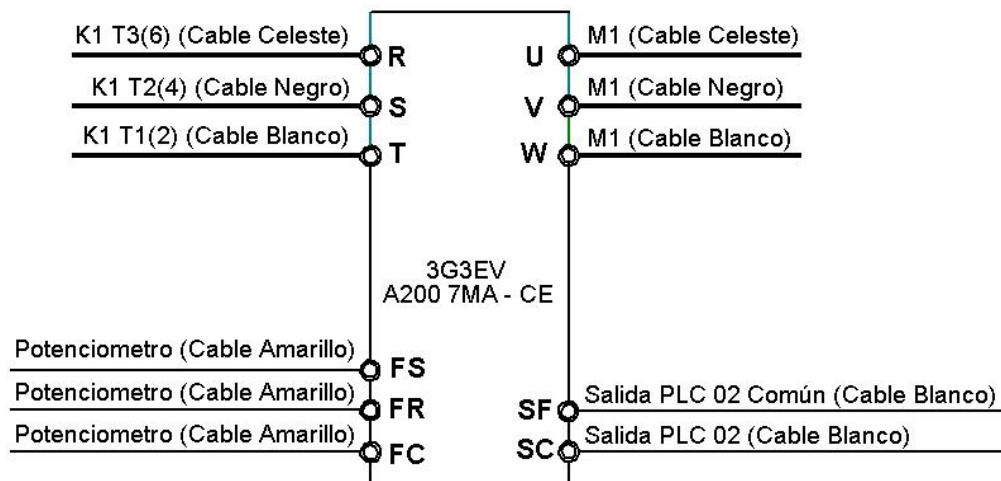 K1 T3(6) (Cable Celeste)
R
U
M1 (Cable Celeste)
K1 T2(4) (Cable Negro)
S
V
M1 (Cable Negro)
K1 T1(2) (Cable Blanco)
T
W
M1 (Cable Blanco)
3G3EV
A200 7MA - CE
Potenciometro (Cable Amarillo)
FS
Potenciometro (Cable Amarillo)
FR
SF
Salida PLC 02 Común (Cable Blanco)
Potenciometro (Cable Amarillo)
FC
SC
Salida PLC 02 (Cable Blanco)